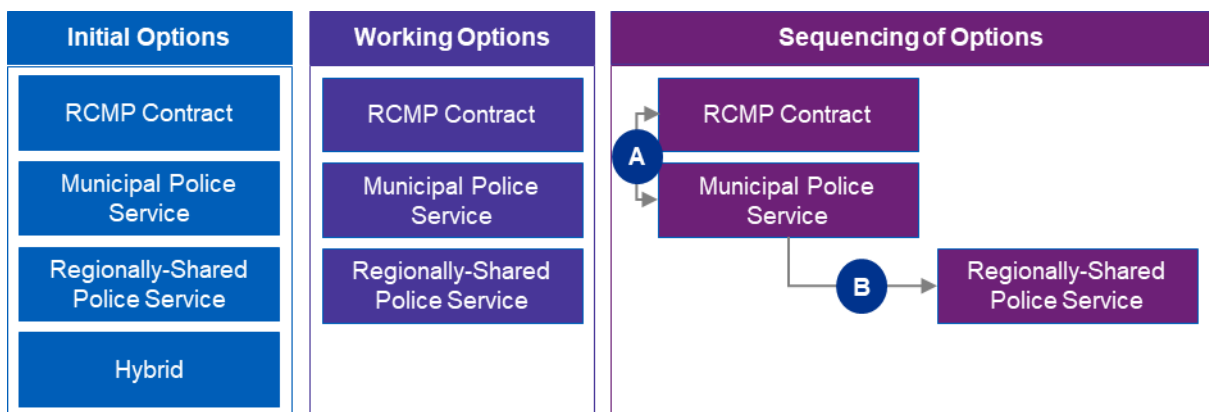 Initial Options
RCMP Contract
Municipal Police
Service
Regionally-Shared
Police Service
Hybrid
Working Options
RCMP Contract
Municipal Police
Service
Regionally-Shared
Police Service
Sequencing of Options
A
RCMP Contract
Municipal Police
Service
B
Regionally-Shared
Police Service